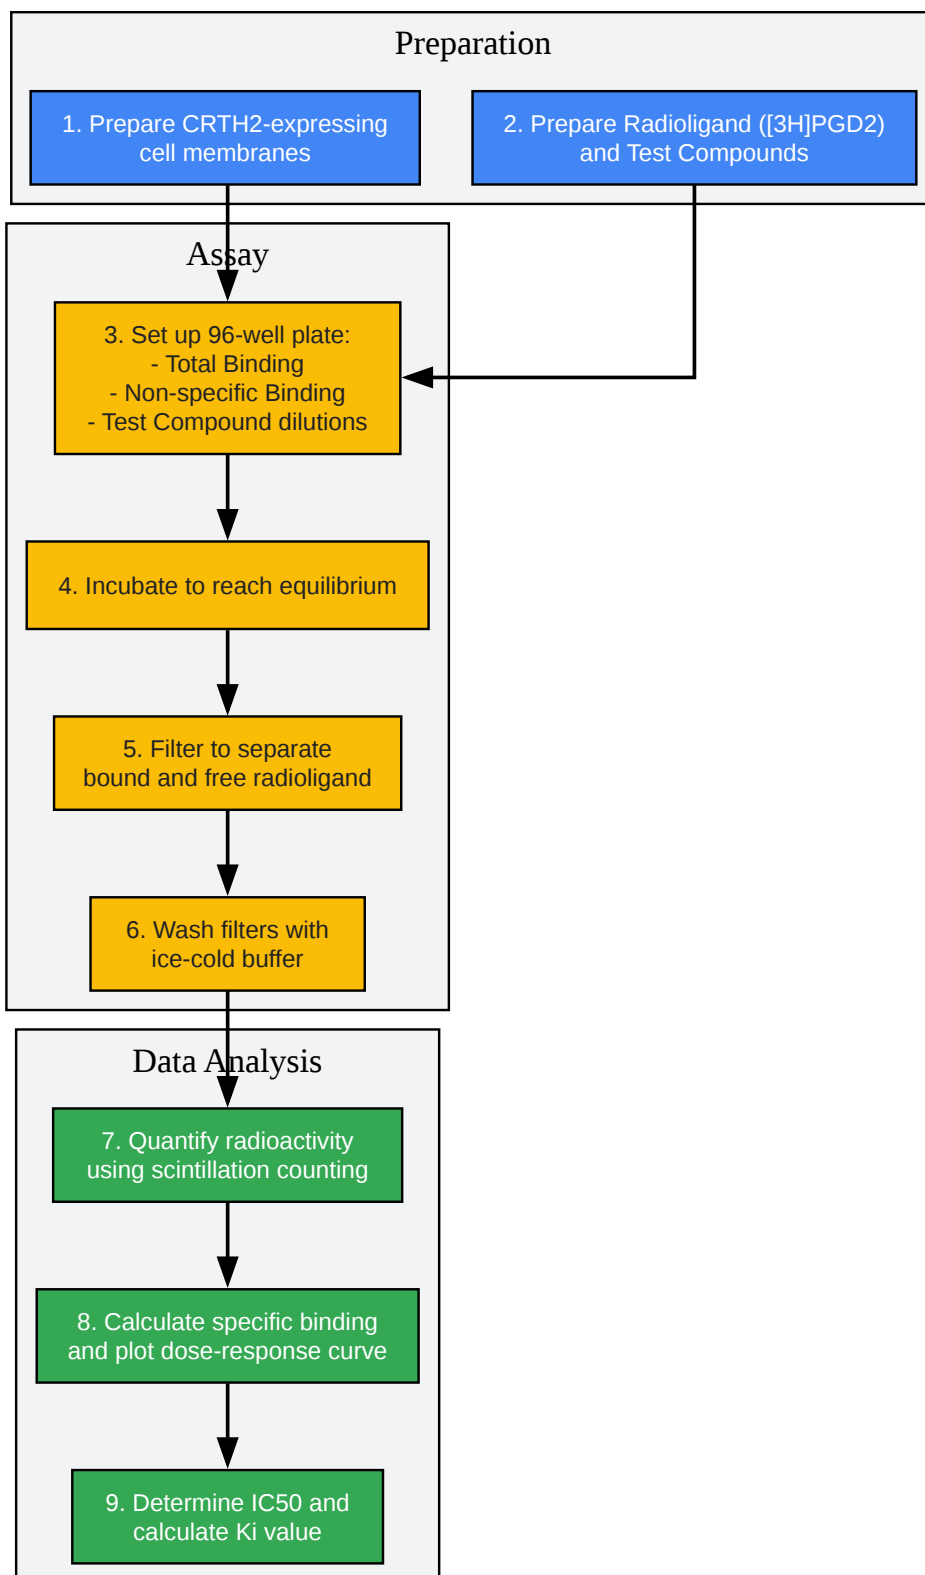 Preparation
1. Prepare CRTH2-expressing
cell membranes
2. Prepare Radioligand ([3H]PGD2)
and Test Compounds
Assay
3. Set up 96-well plate:
- Total Binding
- Non-specific Binding
- Test Compound dilutions
4. Incubate to reach equilibrium
5. Filter to separate
bound and free radioligand
6. Wash filters with
ice-cold buffer
Data Analysis
7. Quantify radioactivity
using scintillation counting
8. Calculate specific binding
and plot dose-response curve
9. Determine IC50 and
calculate Ki value